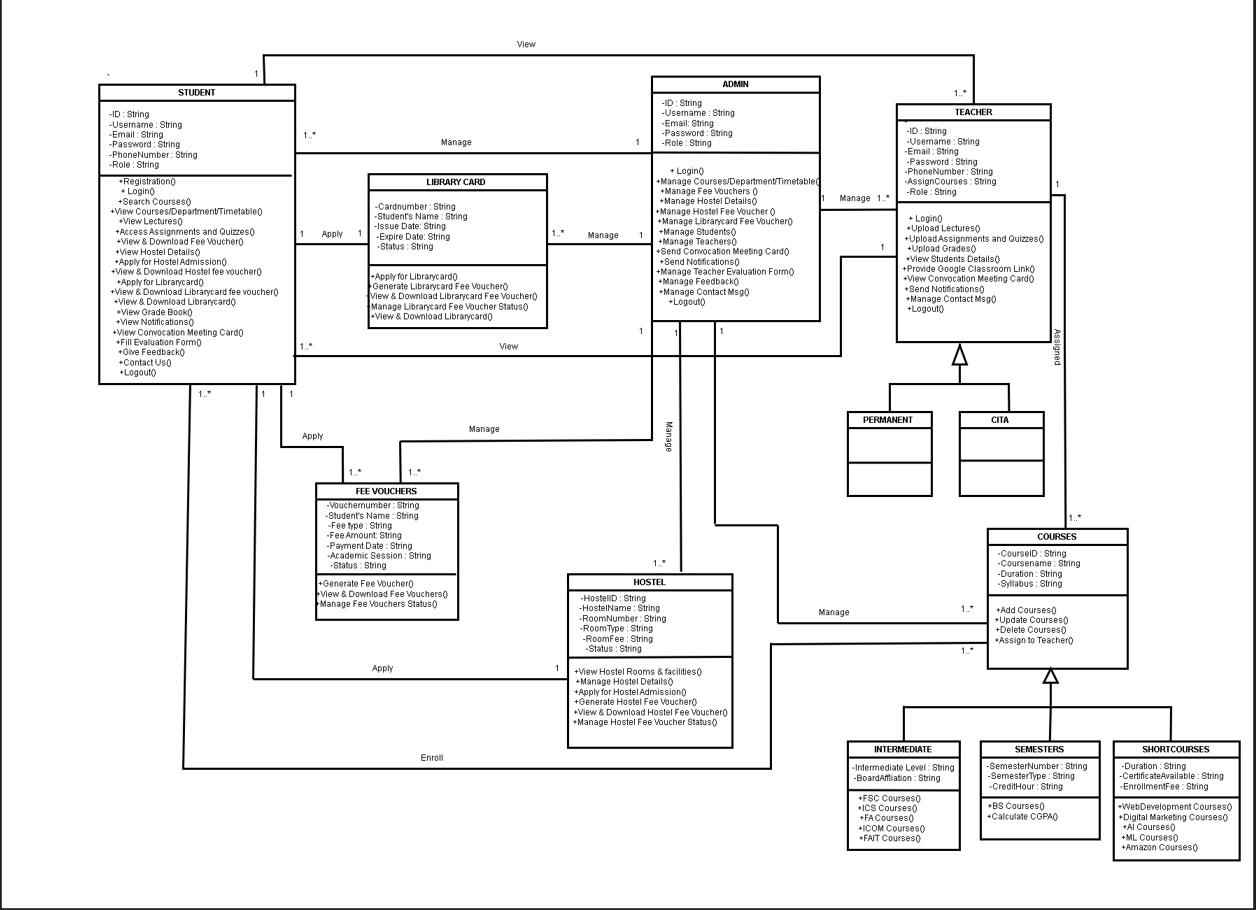 View
-
1
1..*
STUDENT
-ID : String
-Username : String
-Email : String
-Password : String
-PhoneNumber : String
-Role : String
+Registration()
+ Login()
+Search Courses()
+View Courses/Department/Timetable()
+View Lectures()
+Access Assignments and Quizzes()
+View & Download Fee Voucher()
+View Hostel Details()
+Apply for Hostel Admission()
+View & Download Hostel fee voucher()
+Apply for Librarycard()
+View & Download Librarycard fee voucher()
+View & Download Librarycard()
+View Grade Book()
+View Notifications()
+View Convocation Meeting Card()
+Fill Evaluation Form()
+Give Feedback()
+Contact Us()
+Logout()
1..*
Manage
1
LIBRARY CARD
-Cardnumber : String
-Student's Name : String
-Issue Date: String
-Expire Date: String
-Status : String
+Apply for Librarycard()
+Generate Librarycard Fee Voucher()
+View & Download Librarycard Fee Voucher()
+Manage Librarycard Fee Voucher Status()
+View & Download Librarycard()
1
Apply
1
1..*
Manage
1
ADMIN
-ID : String
-Username : String
-Email: String
-Password : String
-Role : String
+ Login()
+Manage Courses/Department/Timetable()
+Manage Fee Vouchers ()
+Manage Hostel Details()
+Manage Hostel Fee Voucher ()
+Manage Librarycard Fee Voucher()
+Manage Students()
+Manage Teachers()
+Send Convocation Meeting Card()
+Send Notifications()
+Manage Teacher Evaluation Form()
+Manage Feedback()
+Manage Contact Msg()
+Logout()
1
Manage
1..*
TEACHER
-ID : String
-Username : String
-Email : String
-Password : String
-PhoneNumber : String
-AssignCourses : String
-Role : String
+ Login()
+Upload Lectures()
+Upload Assignments and Quizzes()
+Upload Grades()
+View Students Details()
+Provide Google Classroom Link()
+View Convocation Meeting Card()
+Send Notifications()
+Manage Contact Msg()
+Logout()
1
1
Assigned
1..*
1..*
View
1
1
1
PERMANENT
CITA
1..*
1
1
Apply
1..*
Manage
1..*
Manage
FEE VOUCHERS
-Vouchernumber : String
-Student's Name : String
-Fee type : String
-Fee Amount: String
-Payment Date : String
-Academic Session : String
-Status : String
+Generate Fee Voucher()
+View & Download Fee Vouchers()
+Manage Fee Vouchers Status()
1..*
HOSTEL
-HostelID : String
-HostelName : String
-RoomNumber : String
-RoomType : String
-RoomFee : String
-Status : String
+View Hostel Rooms & facilities()
+Manage Hostel Details()
+Apply for Hostel Admission()
+Generate Hostel Fee Voucher()
+View & Download Hostel Fee Voucher()
+Manage Hostel Fee Voucher Status()
Apply
1
Enroll
Manage
1..*
1..*
COURSES
-CourseID : String
-Coursename : String
-Duration : String
-Syllabus : String
+Add Courses()
+Update Courses()
+Delete Courses()
+Assign to Teacher()
INTERMEDIATE
-Intermediate Level : String
-BoardAffliation : String
+FSC Courses()
+ICS Courses()
+FA Courses()
+ICOM Courses()
+FAIT Courses()
SEMESTERS
-SemesterNumber : String
-SemesterType : String
-CreditHour : String
+BS Courses()
+Calculate CGPA()
SHORTCOURSES
-Duration : String
-CertificateAvailable : String
-EnrollmentFee : String
+WebDevelopment Courses()
+Digital Marketing Courses()
+AI Courses()
+ML Courses()
+Amazon Courses()